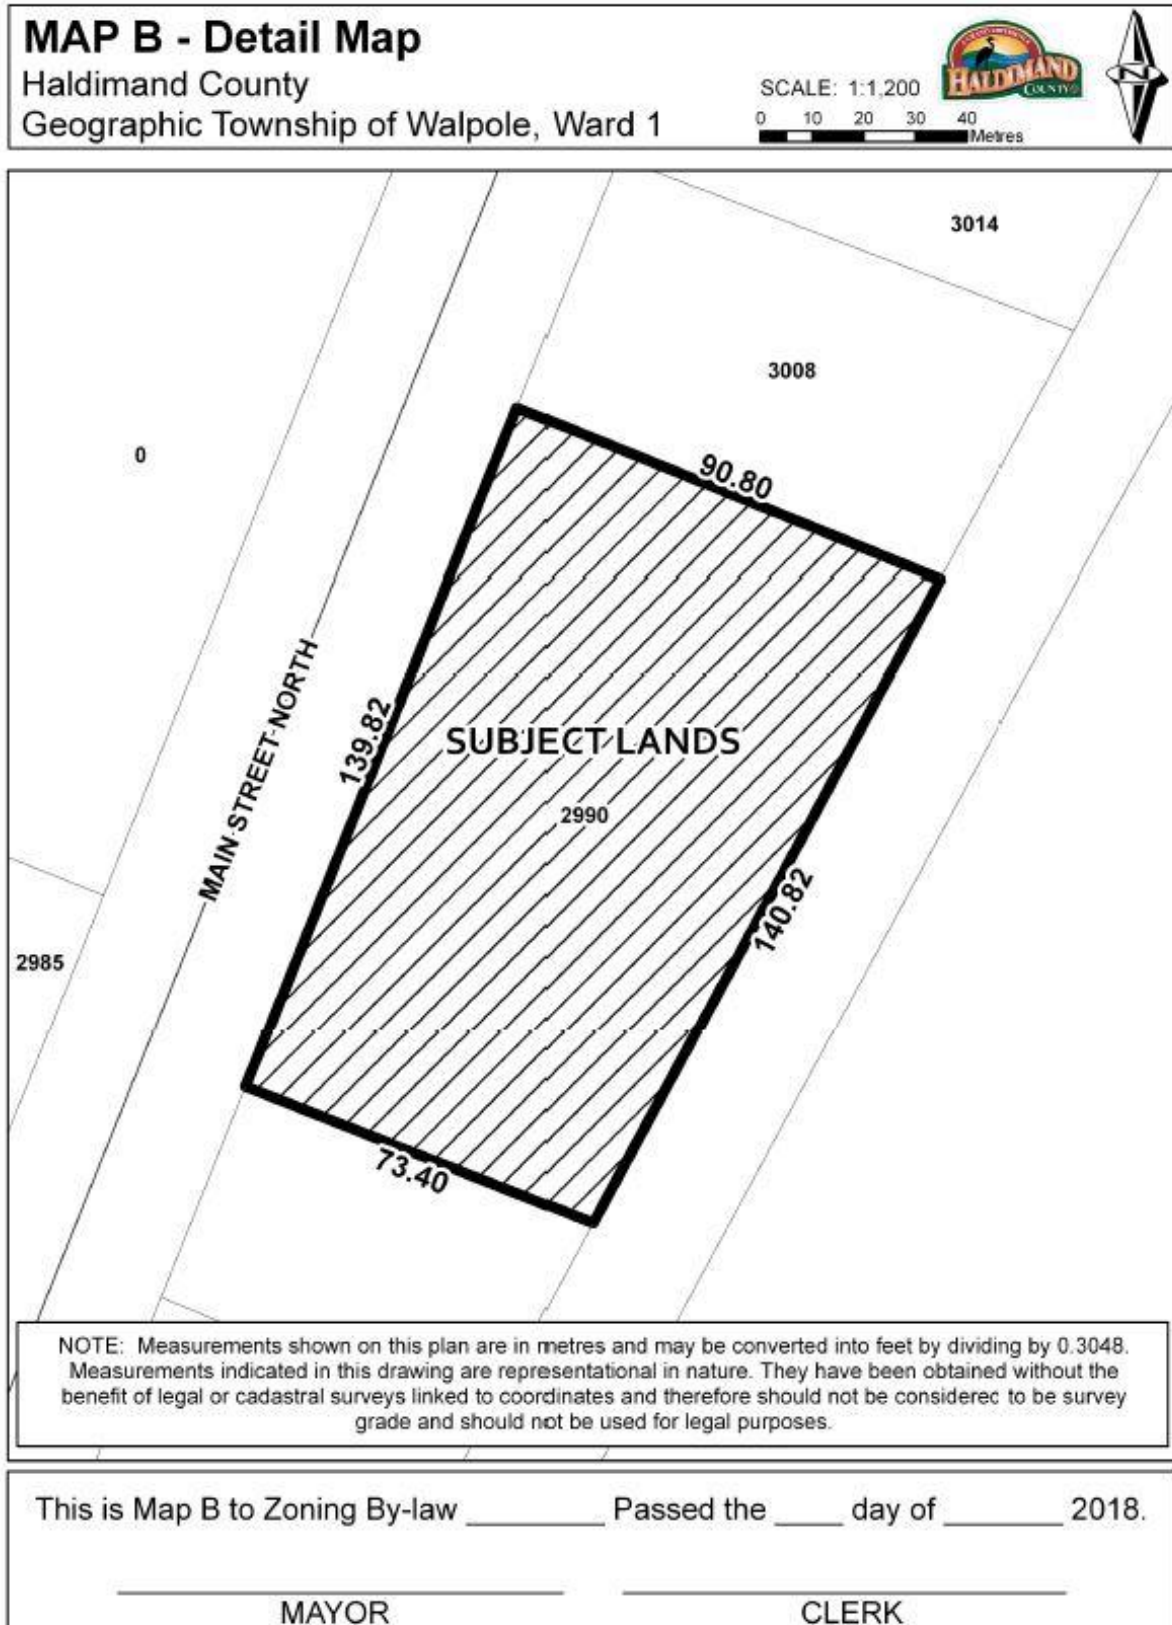 MAP B - Detail Map
Haldimand County
Geographic Township of Walpole, Ward 1
SCALE: 1:1,200
0 10 20 30 40
Metres
HALDIMAND
COUNTY
N
3014
3008
0
90.80
MAIN STREET NORTH
139.82
SUBJECT LANDS
2990
140.82
2985
73.40
NOTE: Measurements shown on this plan are in metres and may be converted into feet by dividing by 0.3048.
Measurements indicated in this drawing are representational in nature. They have been obtained without the
benefit of legal or cadastral surveys linked to coordinates and therefore should not be considered to be survey
grade and should not be used for legal purposes.
This is Map B to Zoning By-law _________ Passed the ____ day of _______ 2018.
MAYOR CLERK